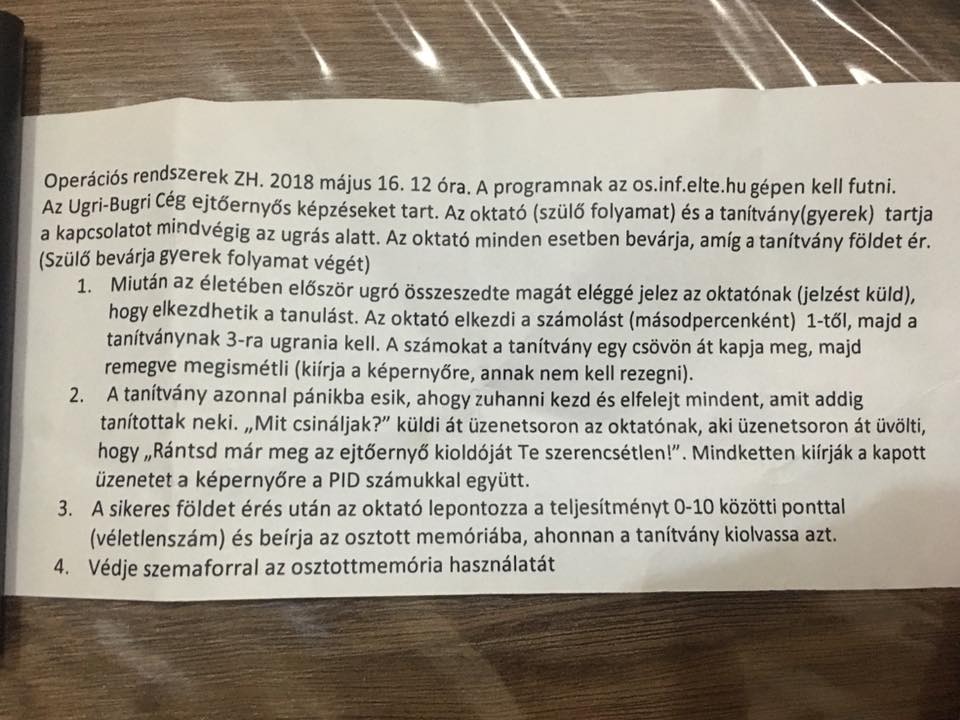 Operációs rendszerek ZH. 2018 május 16. 12 óra. A programnak az os.inf.elte.hu gépen kell futni.
Az Ugri-Bugri Cég ejtőernyős képzéseket tart. Az oktató (szülő folyamat) és a tanítvány(gyerek) tartja
a kapcsolatot mindvégig az ugrás alatt. Az oktató minden esetben bevárja, amíg a tanítvány földet ér.
(Szülő bevárja gyerek folyamat végét)
1. Miután az életében először ugró összeszedte magát eléggé jelez az oktatónak (jelzést küld),
hogy elkezdhetik a tanulást. Az oktató elkezdi a számolást (másodpercenként) 1-től, majd a
tanítványnak 3-ra ugrania kell. A számokat a tanítvány egy csövön át kapja meg, majd
remegve megismétli (kiírja a képernyőre, annak nem kell rezegni).
2. A tanítvány azonnal pánikba esik, ahogy zuhanni kezd és elfelejt mindent, amit addig
tanítottak neki. „Mit csináljak?” küldi át üzenetsoron az oktatónak, aki üzenetsoron át üvölti,
hogy „Rántsd már meg az ejtőernyő kioldóját Te szerencsétlen!”. Mindketten kiírják a kapott
üzenetet a képernyőre a PID számukkal együtt.
3. A sikeres földet érés után az oktató lepontozza a teljesítményt 0-10 közötti ponttal
(véletlenszám) és beírja az osztott memóriába, ahonnan a tanítvány kiolvassa azt.
4. Védje szemaforral az osztottmemória használatát